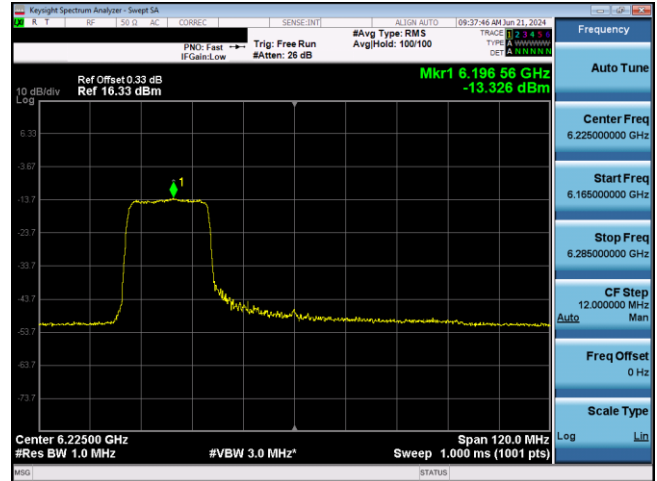 Keysight Spectrum Analyzer - Swept SA
R T RF 50 Ω AC CORREC SENSE:INT ALIGN AUTO 09:37:46 AM Jun 21, 2024
#Avg Type: RMS TRACE 1 2 3 4 5 6
PNO: Fast Trig: Free Run Avg|Hold: 100/100 TYPE A WWWWW
IFGain:Low #Atten: 26 dB DET A N N N N N
Frequency
Auto Tune
Center Freq
6.225000000 GHz
Start Freq
6.165000000 GHz
Stop Freq
6.285000000 GHz
CF Step
12.000000 MHz
Auto Man
Freq Offset
0 Hz
Scale Type
Log Lin
Mkr1 6.196 56 GHz
-13.326 dBm
Ref Offset 0.33 dB
10 dB/div Ref 16.33 dBm
Log
6.33
-3.67
1
-13.7
-23.7
-33.7
-43.7
-53.7
-63.7
-73.7
Center 6.22500 GHz Span 120.0 MHz
#Res BW 1.0 MHz #VBW 3.0 MHz* Sweep 1.000 ms (1001 pts)
MSG STATUS